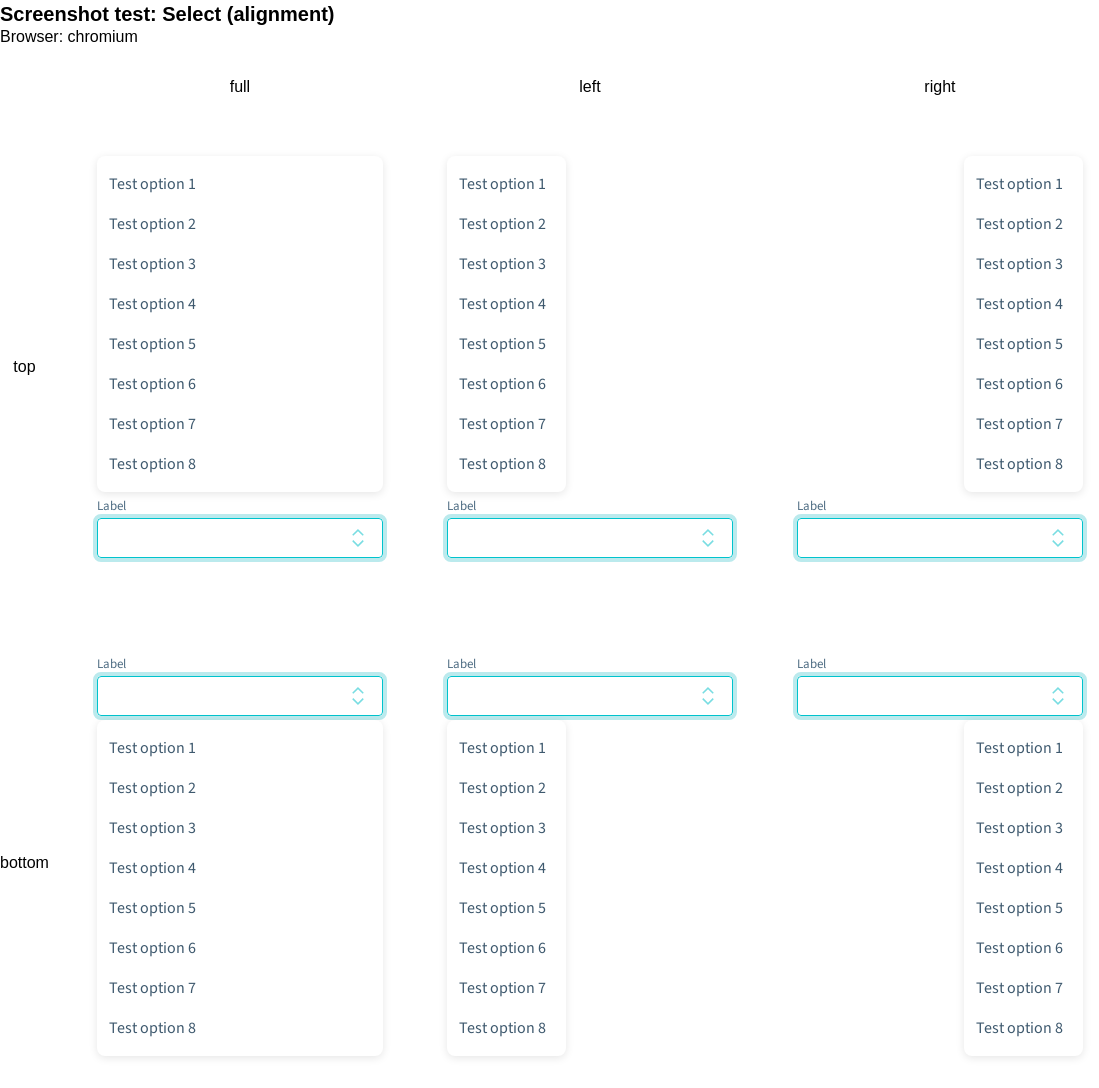 Screenshot test: Select (alignment)
Browser: chromium
full left right
Test option 1 Test option 1 Test option 1
Test option 2 Test option 2 Test option 2
Test option 3 Test option 3 Test option 3
Test option 4 Test option 4 Test option 4
Test option 5 Test option 5 Test option 5
top
Test option 6 Test option 6 Test option 6
Test option 7 Test option 7 Test option 7
Test option 8 Test option 8 Test option 8
Label Label Label
Label Label Label
Test option 1 Test option 1 Test option 1
Test option 2 Test option 2 Test option 2
Test option 3 Test option 3 Test option 3
bottom
Test option 4 Test option 4 Test option 4
Test option 5 Test option 5 Test option 5
Test option 6 Test option 6 Test option 6
Test option 7 Test option 7 Test option 7
Test option 8 Test option 8 Test option 8